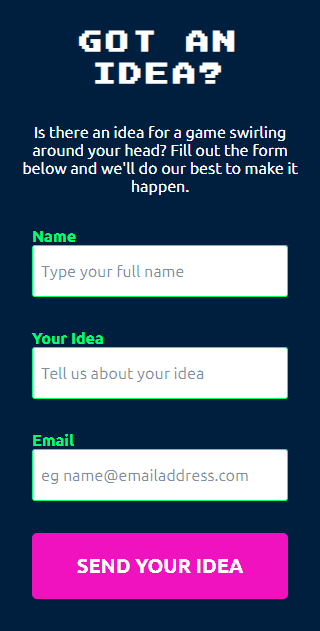 GOT AN
IDEA?
Is there an idea for a game swirling
around your head? Fill out the form
below and we'll do our best to make it
happen.
Name
Type your full name
Your Idea
Tell us about your idea
Email
eg name@emailaddress.com
SEND YOUR IDEA